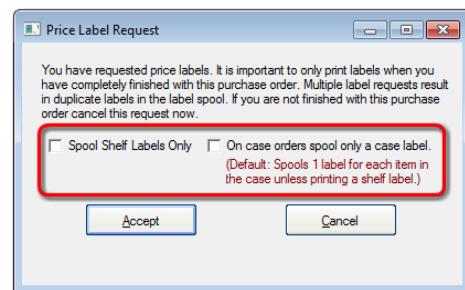 Price Label Request
You have requested price labels. It is important to only print labels when you
have completely finished with this purchase order. Multiple label requests result
in duplicate labels in the label spool. If you are not finished with this purchase
order cancel this request now.
Spool Shelf Labels Only On case orders spool only a case label.
(Default: Spools 1 label for each item in
the case unless printing a shelf label.)
Accept Cancel